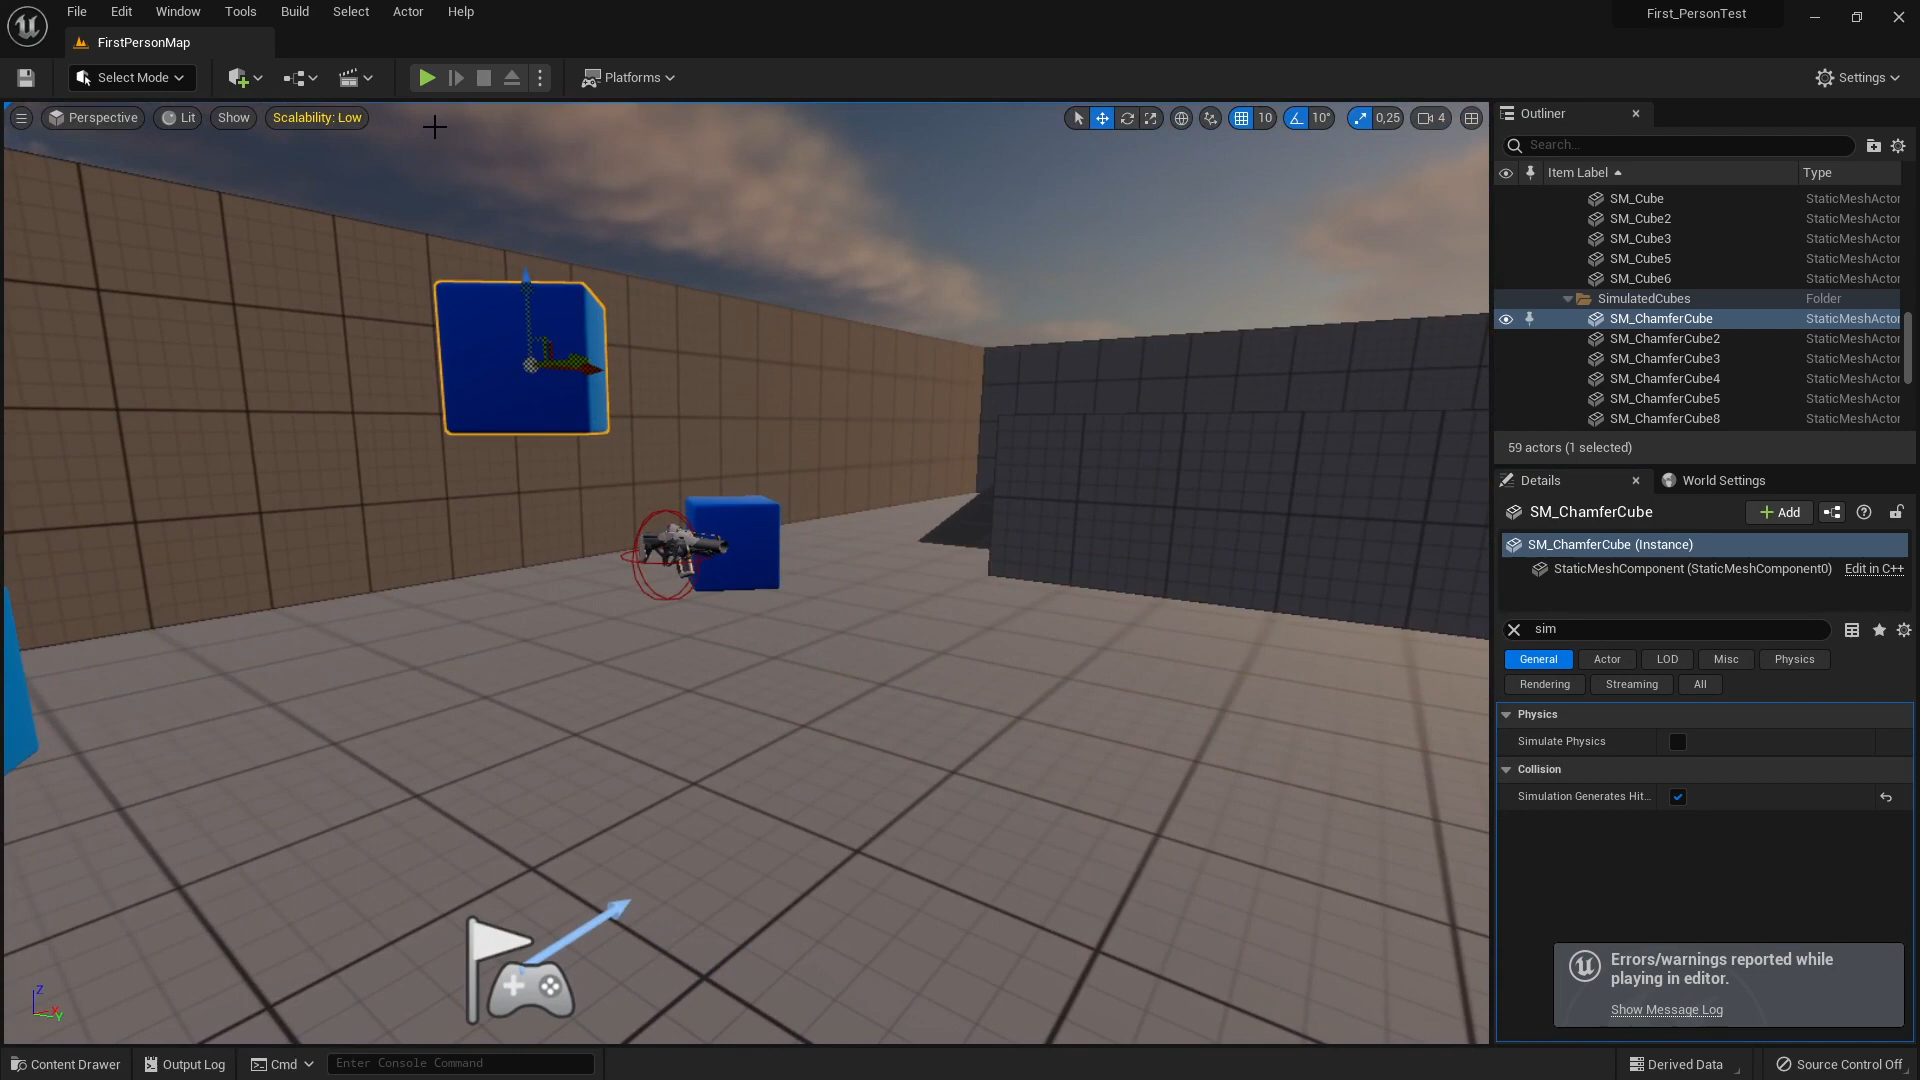 File Edit Window Tools Build Select Actor Help
First_PersonTest
FirstPersonMap
Select Mode
Platforms
Settings
Perspective Lit Show Scalability: Low
10 10° 0,25 4
Outliner
Search...
Item Label Type
SM_Cube StaticMeshActor
SM_Cube2 StaticMeshActor
SM_Cube3 StaticMeshActor
SM_Cube5 StaticMeshActor
SM_Cube6 StaticMeshActor
SimulatedCubes Folder
SM_ChamferCube StaticMeshActor
SM_ChamferCube2 StaticMeshActor
SM_ChamferCube3 StaticMeshActor
SM_ChamferCube4 StaticMeshActor
SM_ChamferCube5 StaticMeshActor
SM_ChamferCube8 StaticMeshActor
59 actors (1 selected)
Details World Settings
SM_ChamferCube
Add
SM_ChamferCube (Instance)
StaticMeshComponent (StaticMeshComponent0) Edit in C++
sim
General Actor LOD Misc Physics
Rendering Streaming All
Physics
Simulate Physics
Collision
Simulation Generates Hit...
Errors/warnings reported while
playing in editor.
Show Message Log
Z
X
Y
Content Drawer Output Log Cmd Enter Console Command
Derived Data Source Control Off